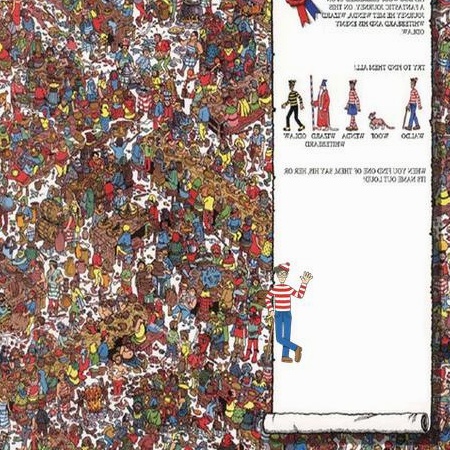 A FANTASTIC JOURNEY. ON THIS
JOURNEY HE MET WENDA, WIZARD
WHITEBEARD AND HIS ENEMY
ODLAW.
TRY TO FIND THEM ALL!
WALDO WOOF WENDA WIZARD WHITEBEARD ODLAW
WHEN YOU FIND ONE OF THEM, SAY HIS, HER OR
ITS NAME OUT LOUD!